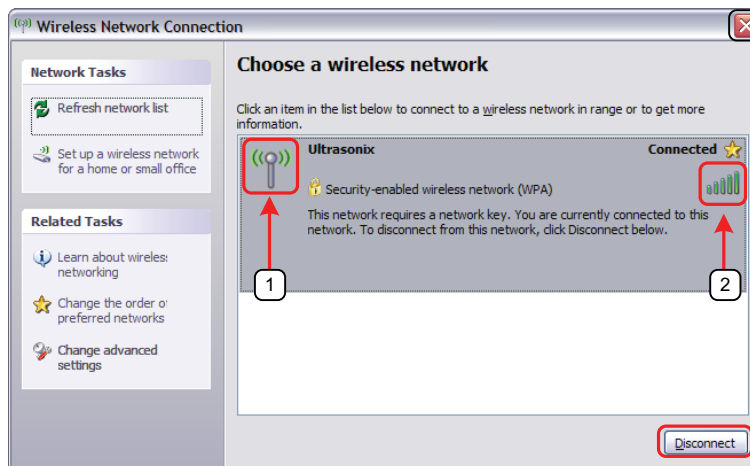 Wireless Network Connection
Network Tasks
Refresh network list
Set up a wireless network
for a home or small office
Related Tasks
Learn about wireless
networking
Change the order of
preferred networks
Change advanced
settings
Choose a wireless network
Click an item in the list below to connect to a wireless network in range or to get more
information.
Ultrasonix
Connected
Security-enabled wireless network (WPA)
This network requires a network key. You are currently connected to this
network. To disconnect from this network, click Disconnect below.
1
2
Disconnect